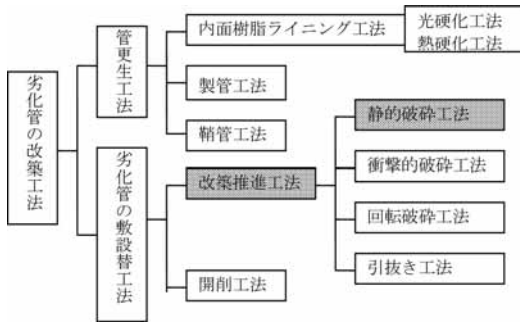 劣化管の改築工法
管更生工法
内面樹脂ライニング工法
光硬化工法
熱硬化工法
製管工法
鞘管工法
劣化管の敷設替工法
改築推進工法
静的破砕工法
衝撃的破砕工法
回転破砕工法
引抜き工法
開削工法